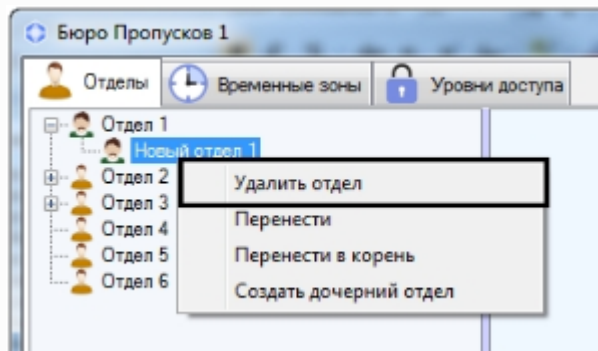 Бюро Пропусков 1
Отделы Временные зоны Уровни доступа
Отдел 1
Новый отдел 1
Отдел 2
Отдел 3
Отдел 4
Отдел 5
Отдел 6
Удалить отдел
Перенести
Перенести в корень
Создать дочерний отдел